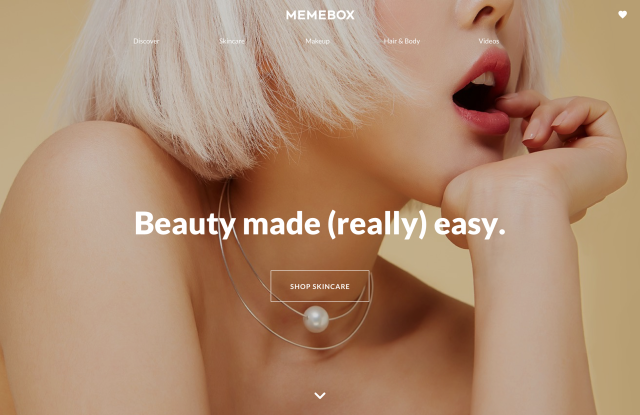 MEMEBOX
Discover Skincare Makeup Hair & Body Videos
Beauty made (really) easy.
SHOP SKINCARE